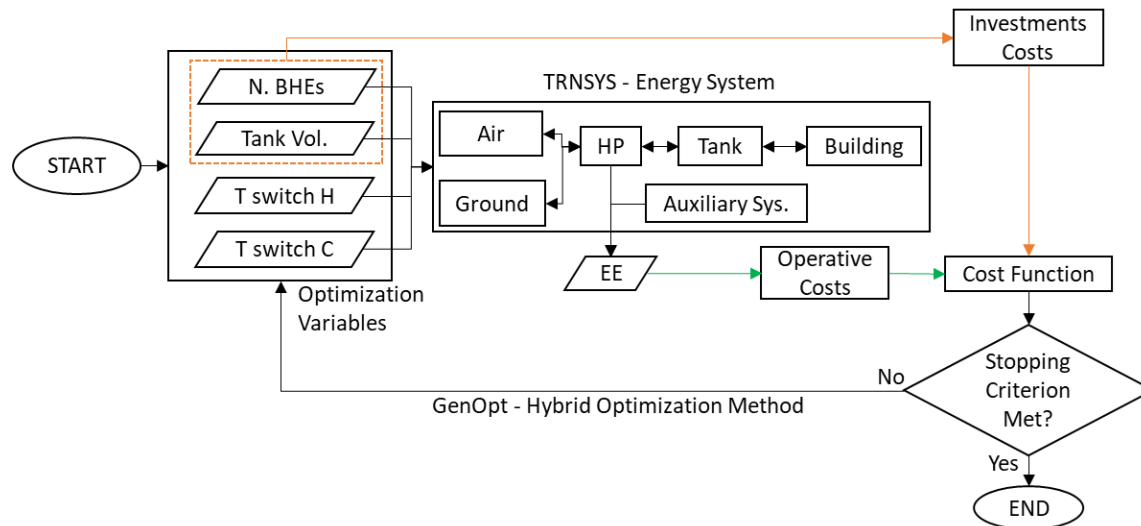 START
N. BHEs
Tank Vol.
T switch H
T switch C
Optimization
Variables
TRNSYS - Energy System
Air
Ground
HP
Tank
Building
Auxiliary Sys.
EE
Operative
Costs
Investments
Costs
Cost Function
Stopping
Criterion
Met?
No
GenOpt - Hybrid Optimization Method
Yes
END